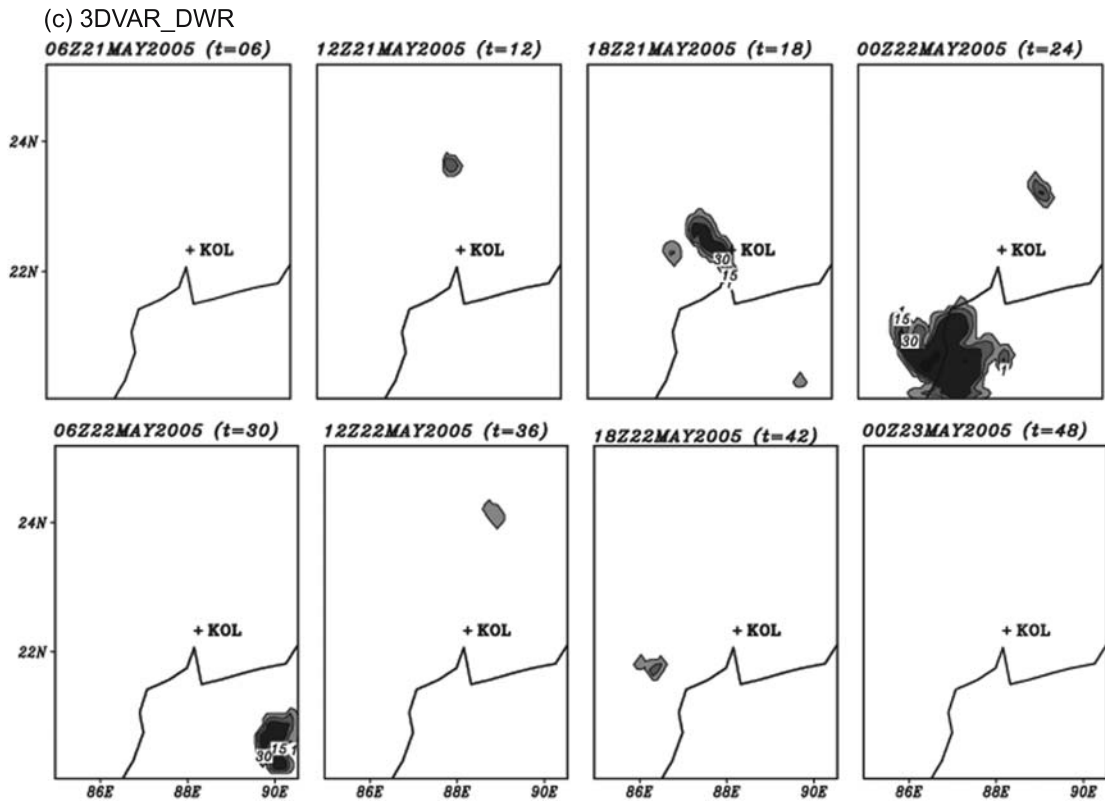 (c) 3DVAR_DWR
06Z21MAY2005 (t=06) 12Z21MAY2005 (t=12) 18Z21MAY2005 (t=18) 00Z22MAY2005 (t=24)
24N
+ KOL + KOL + KOL + KOL
22N
30
15
15
30
1
06Z22MAY2005 (t=30) 12Z22MAY2005 (t=36) 18Z22MAY2005 (t=42) 00Z23MAY2005 (t=48)
24N
+ KOL + KOL + KOL + KOL
22N
30 15 1
86E 88E 90E 86E 88E 90E 86E 88E 90E 86E 88E 90E